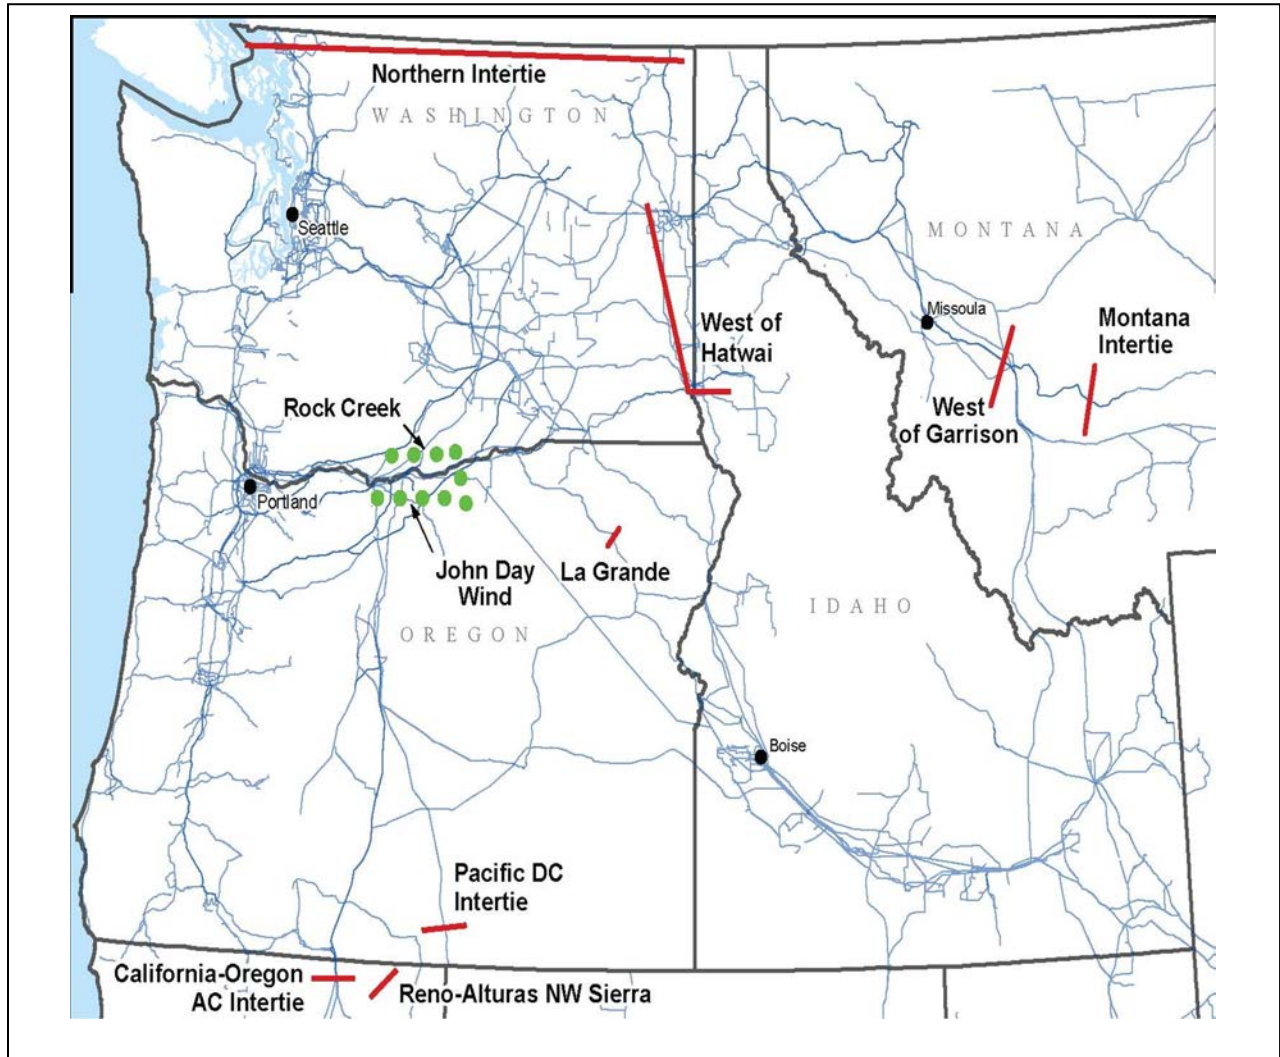 Northern Intertie
WASHINGTON
Seattle
MONTANA
Missoula
West of
Hatwai
Montana
Intertie
West
of Garrison
Rock Creek
Portland
John Day
Wind
La Grande
IDAHO
OREGON
Boise
Pacific DC
Intertie
California-Oregon
AC Intertie
Reno-Alturas NW Sierra